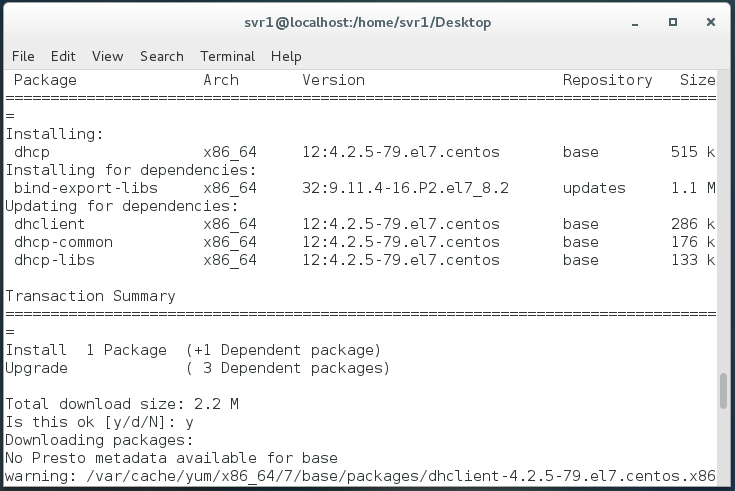 svr1@localhost:/home/svr1/Desktop
File Edit View Search Terminal Help
Package Arch Version Repository Size
===============================================================================
=
Installing:
dhcp x86_64 12:4.2.5-79.el7.centos base 515 k
Installing for dependencies:
bind-export-libs x86_64 32:9.11.4-16.P2.el7_8.2 updates 1.1 M
Updating for dependencies:
dhclient x86_64 12:4.2.5-79.el7.centos base 286 k
dhcp-common x86_64 12:4.2.5-79.el7.centos base 176 k
dhcp-libs x86_64 12:4.2.5-79.el7.centos base 133 k
Transaction Summary
===============================================================================
=
Install 1 Package (+1 Dependent package)
Upgrade ( 3 Dependent packages)
Total download size: 2.2 M
Is this ok [y/d/N]: y
Downloading packages:
No Presto metadata available for base
warning: /var/cache/yum/x86_64/7/base/packages/dhclient-4.2.5-79.el7.centos.x86